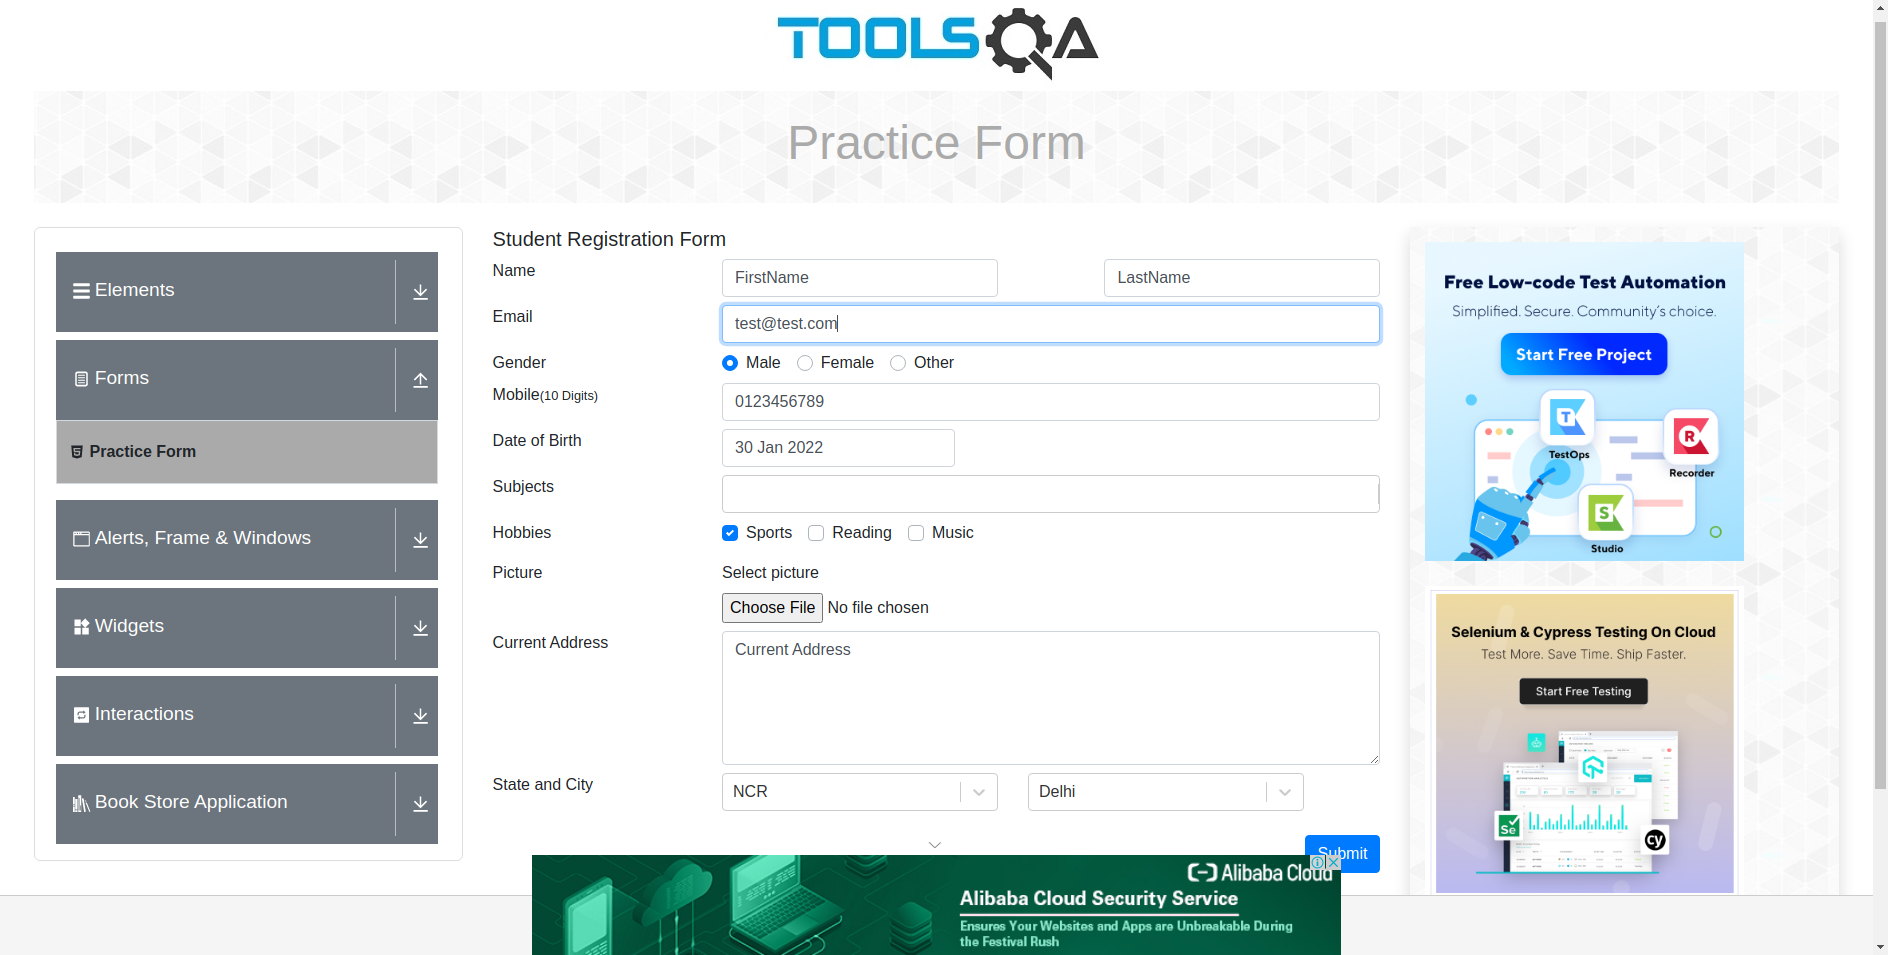 TOOLSQA
Practice Form
Elements
Forms
Practice Form
Alerts, Frame & Windows
Widgets
Interactions
Book Store Application
Student Registration Form
Name
FirstName
LastName
Email
test@test.com
Gender
Male
Female
Other
Mobile(10 Digits)
0123456789
Date of Birth
30 Jan 2022
Subjects
Hobbies
Sports
Reading
Music
Picture
Select picture
Choose File No file chosen
Current Address
Current Address
State and City
NCR
Delhi
Submit
Free Low-code Test Automation
Simplified. Secure. Community's choice.
Start Free Project
T
TestOps
R
Recorder
S
Studio
Selenium & Cypress Testing On Cloud
Test More. Save Time. Ship Faster.
Start Free Testing
Se
cy
Alibaba Cloud
Alibaba Cloud Security Service
Ensures Your Websites and Apps are Unbreakable During
the Festival Rush